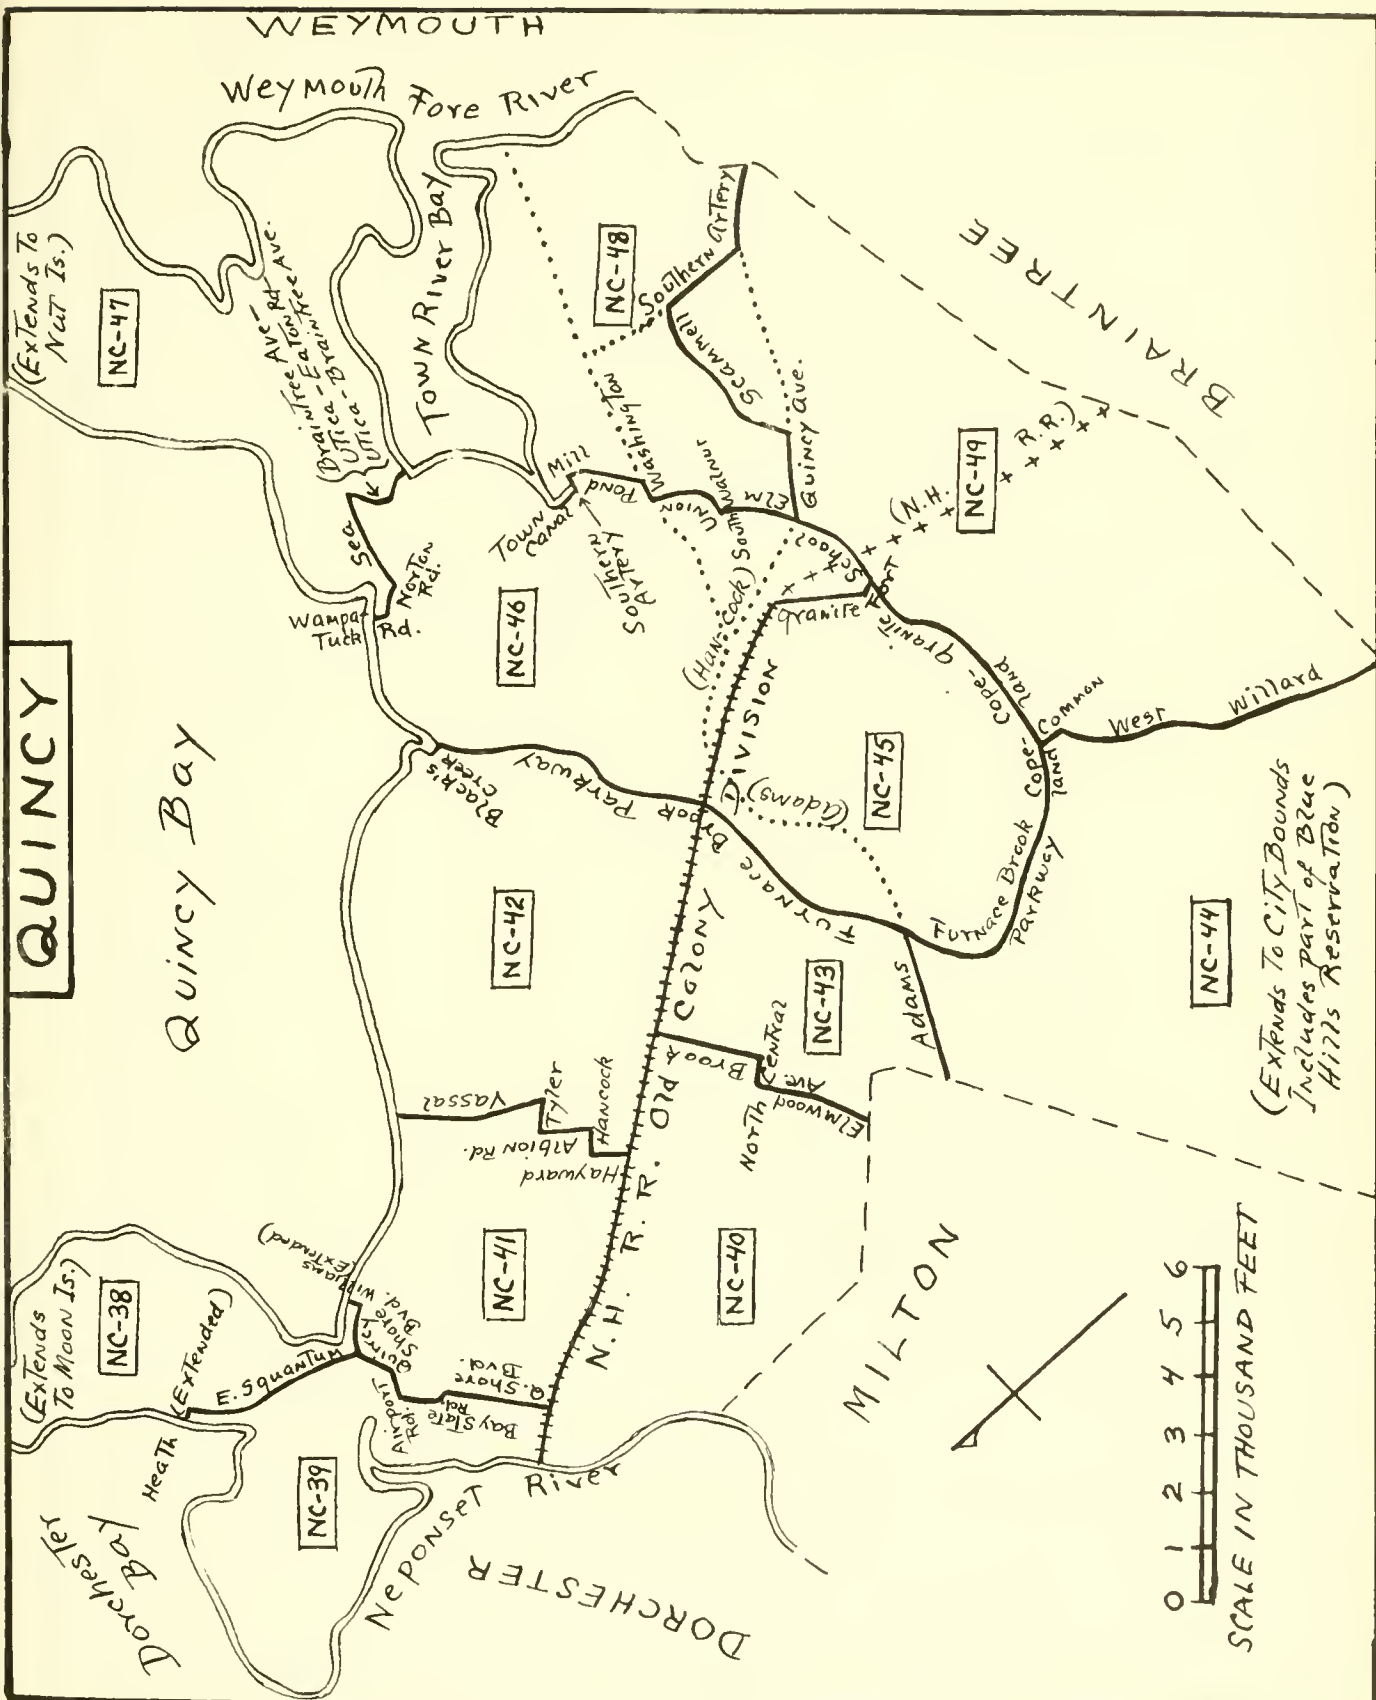 QUINCY
WEYMOUTH
Weymouth Fore River
(Extends To
Nut Is.)
NC-47
(Braintree Ave.-
Utica-Eaton Rd.-
Utica-Braintree Ave.
Town River Bay
NC-48
Southern Artery
Scammell
Quincy Ave.
Washington
BRAINTREE
Quincy Bay
Sea
Norton
Rd.
Wampa-
Tuck
Rd.
Town
Canal
Mill
Pond
Southern
Artery
Union
South Walnut
Elm
School
NC-46
(Hancock)
Granite
Fort
(N.H. R.R.)
NC-49
Granite
Copeland
Common
West
Willard
Copeland
Black's
Creek
Furnace Brook Parkway
(Adams)
NC-45
Furnace Brook
Parkway
NC-42
N.H. R.R. Old Colony Division
NC-43
Adams
NC-44
(Extends To City Bounds
Includes part of Blue
Hills Reservation)
Vassal
Tyler
Albion Rd.
Hancock
Hayward
Brook
North Central
Ave.
Elmwood
NC-41
NC-40
MILTON
(Extends
To Moon Is.)
NC-38
Heath (Extended)
E. Squantum
Williams
(Extended)
Quincy
Shore
Bvd.
Airport
Rd.
Bay State
Rd.
Q. Shore
Bvd.
NC-39
Dorchester
Bay
Neponset River
DORCHESTER
0 1 2 3 4 5 6
SCALE IN THOUSAND FEET